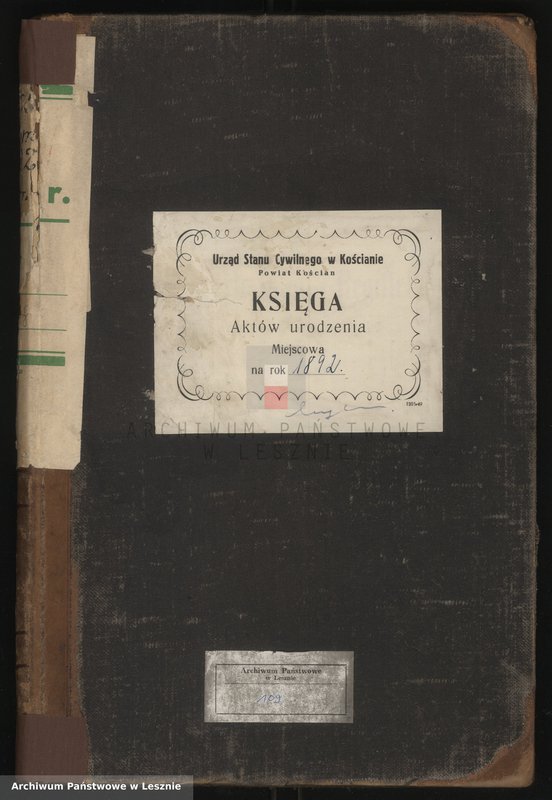 r.
Urząd Stanu Cywilnego w Kościanie
Powiat Kościan
KSIĘGA
Aktów urodzenia
Miejscowa
na rok 1892.
ARCHIWUM PAŃSTWOWE
W LESZNIE
Archiwum Państwowe
w Lesznie
109
Archiwum Państwowe w Lesznie